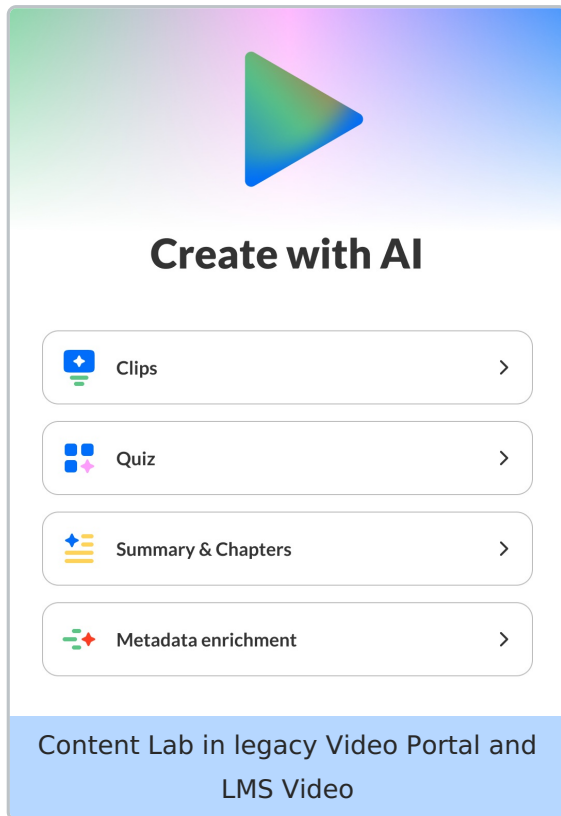 Create with AI
Clips
Quiz
Summary & Chapters
Metadata enrichment
Content Lab in legacy Video Portal and
LMS Video